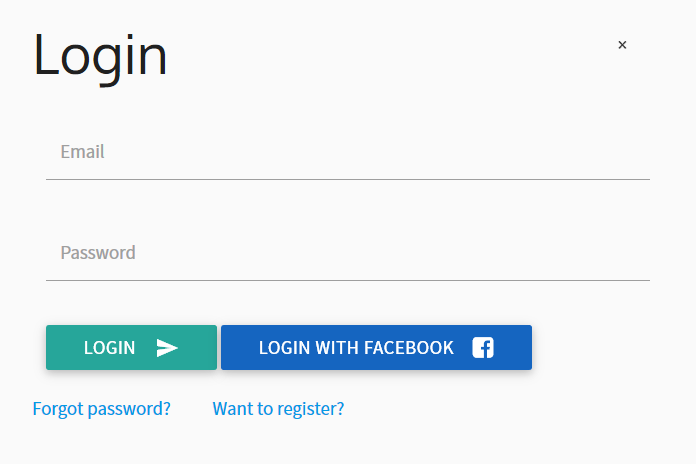 Login
×
Email
Password
LOGIN
LOGIN WITH FACEBOOK
Forgot password?
Want to register?